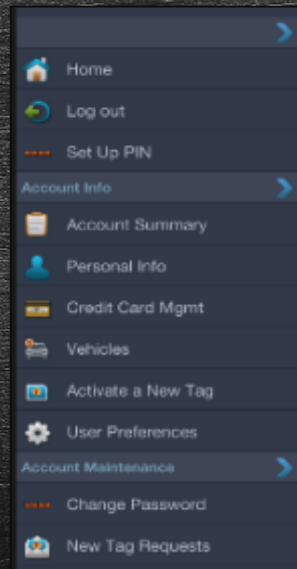 Home
Log out
Set Up PIN
Account Info
Account Summary
Personal Info
Credit Card Mgmt
Vehicles
Activate a New Tag
User Preferences
Account Maintenance
Change Password
New Tag Requests